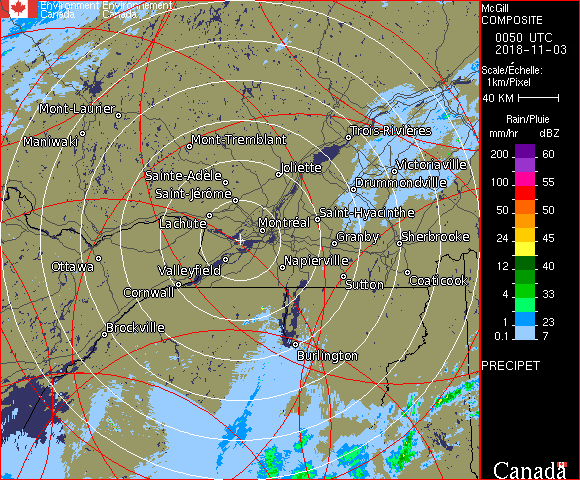 Environment Environnement
Canada Canada
Mont-Laurier
Maniwaki
Mont-Tremblant
Trois-Rivières
Joliette
Victoriaville
Sainte-Adèle
Drummondville
Saint-Jérôme
Saint-Hyacinthe
Lachute
Montréal
Granby
Sherbrooke
Ottawa
Valleyfield
Napierville
Cornwall
Sutton
Coaticook
Brockville
Burlington
McGill
COMPOSITE
0050 UTC
2018-11-03
Scale/Échelle:
1km/Pixel
40 KM
Rain/Pluie
mm/hr dBZ
200 60
100 55
50 50
24 45
12 40
4 33
1 23
0.1 7
30
PRECIPET
Canada